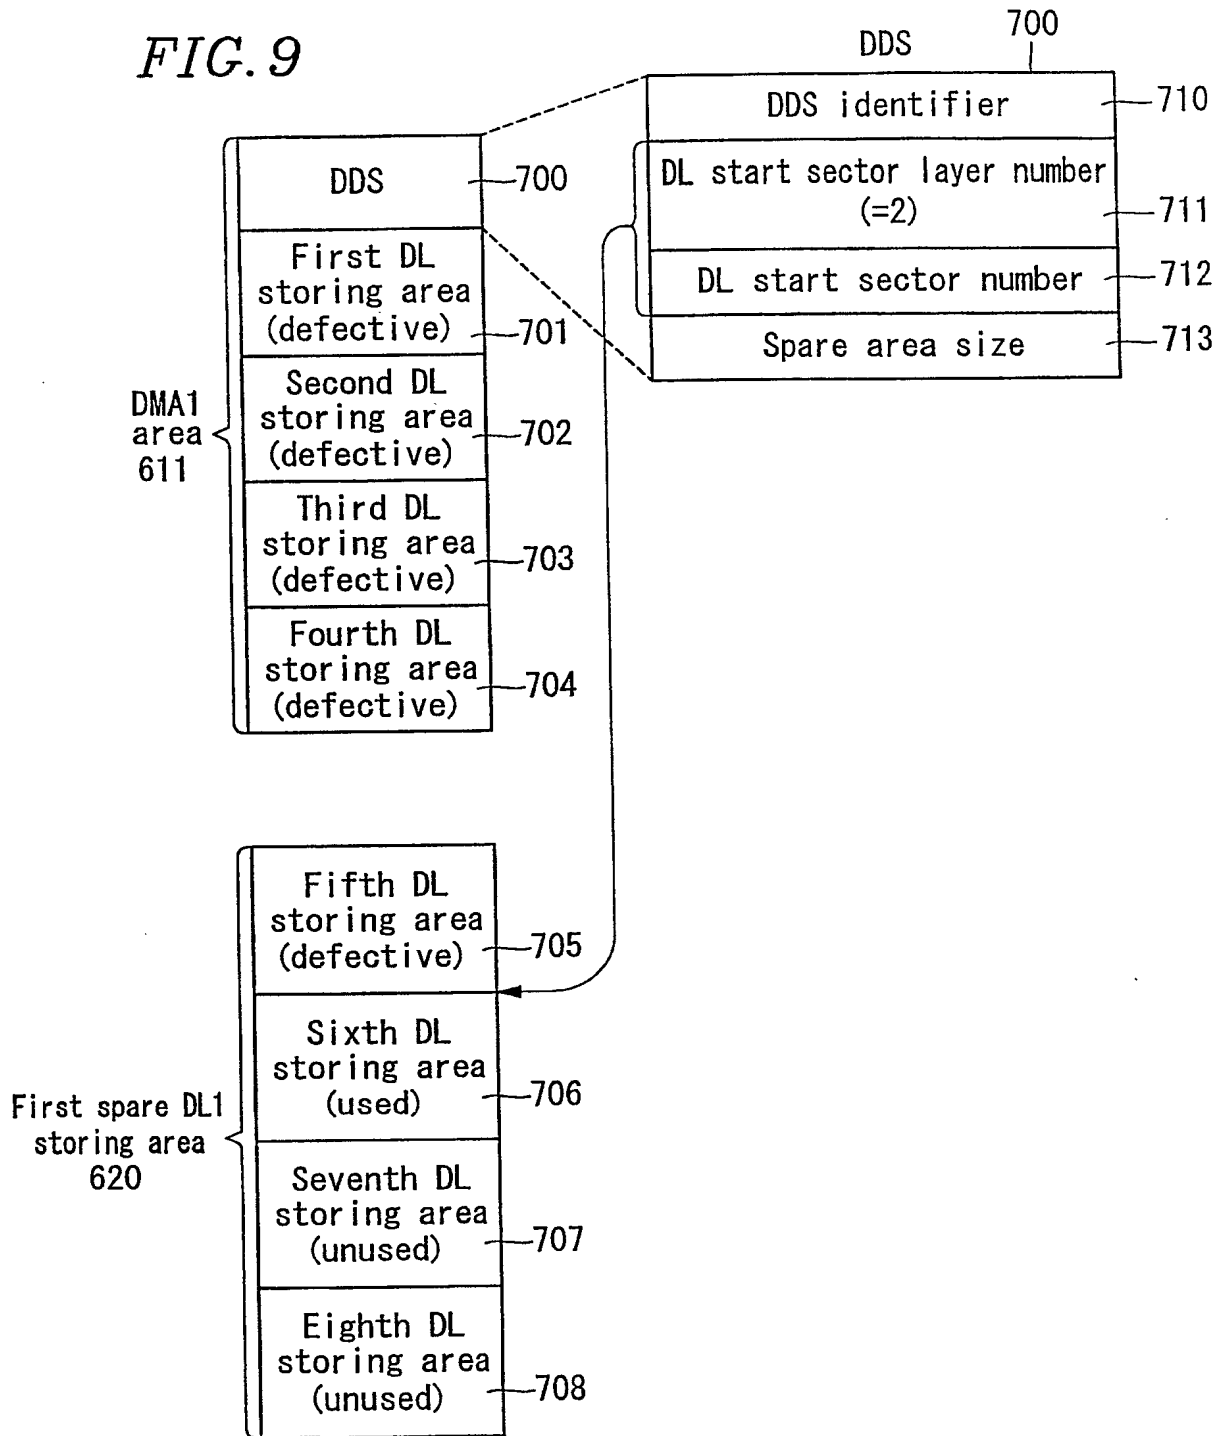 FIG. 9
DDS
700
DDS identifier
710
DL start sector layer number
(=2)
711
DL start sector number
712
Spare area size
713
DDS
700
First DL
storing area
(defective)
701
Second DL
storing area
(defective)
702
Third DL
storing area
(defective)
703
Fourth DL
storing area
(defective)
704
DMA1
area
611
Fifth DL
storing area
(defective)
705
Sixth DL
storing area
(used)
706
Seventh DL
storing area
(unused)
707
Eighth DL
storing area
(unused)
708
First spare DL1
storing area
620